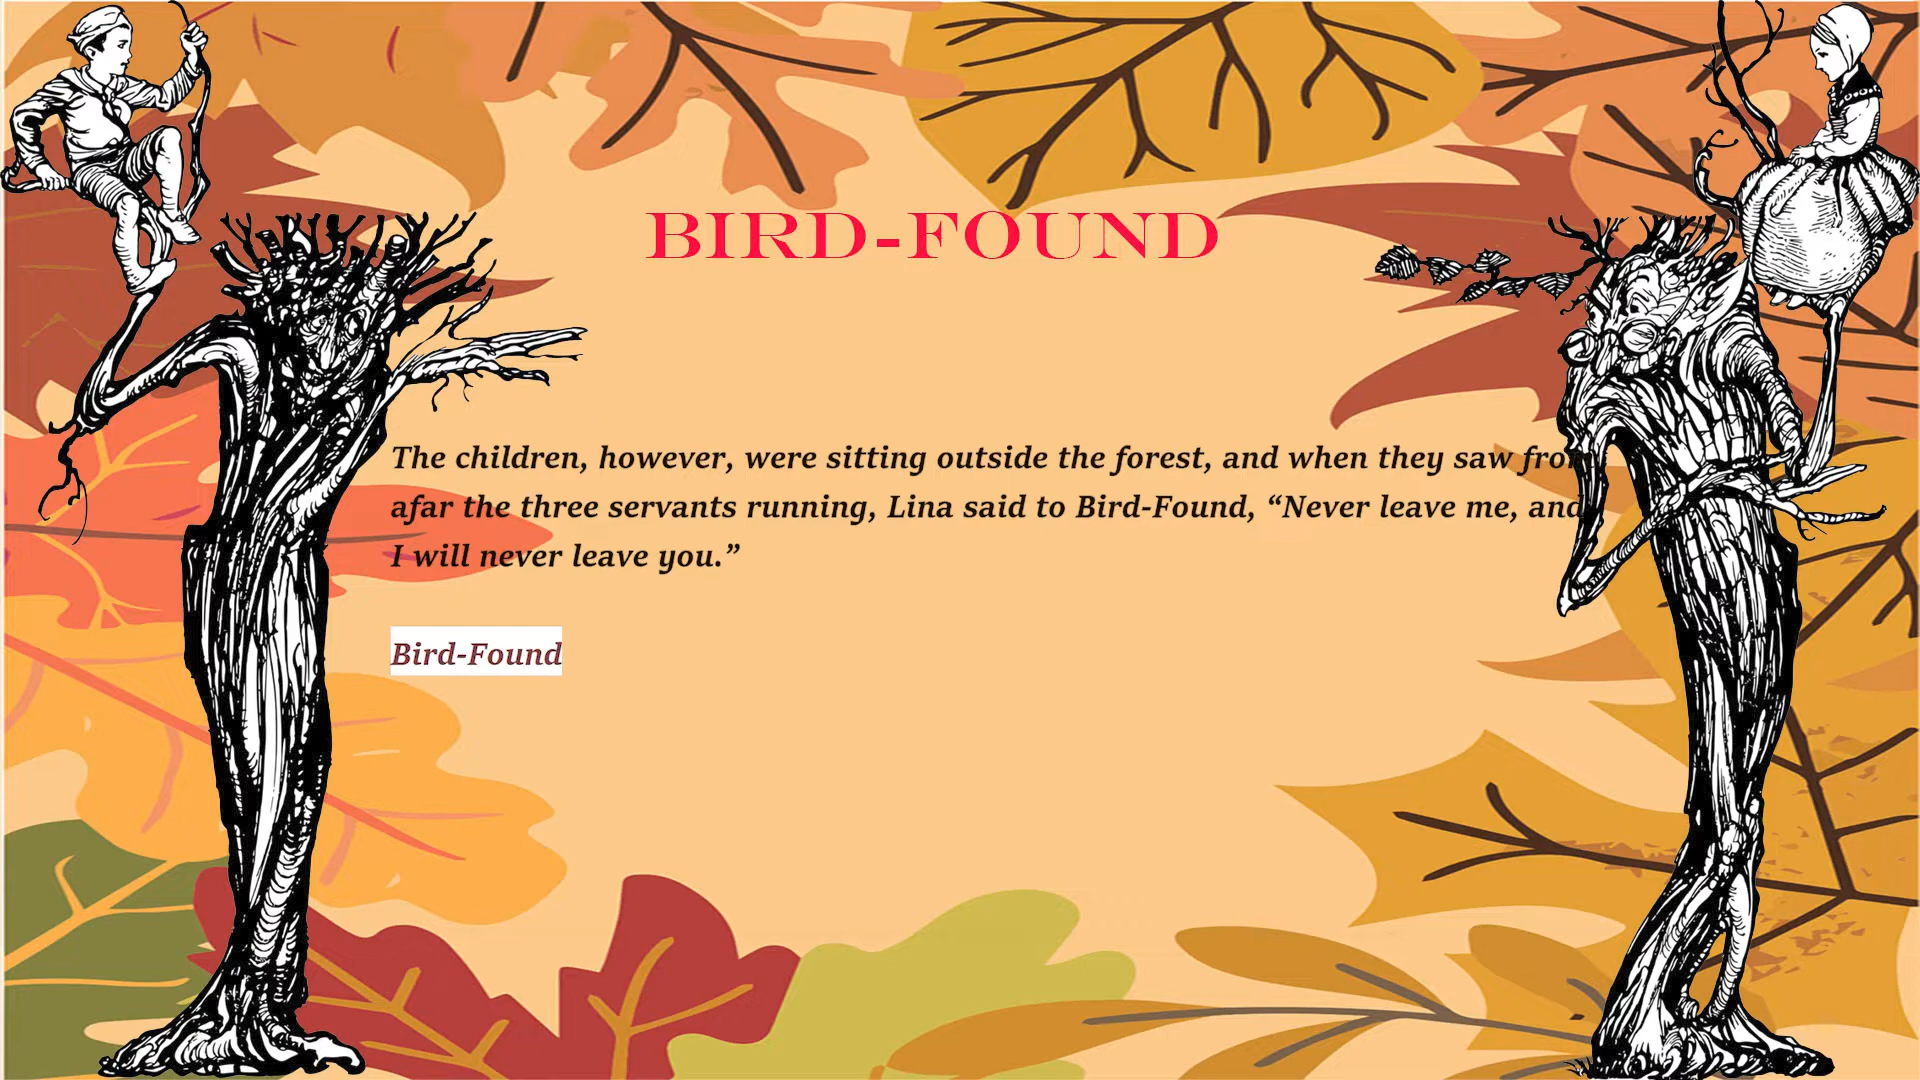 BIRD-FOUND
The children, however, were sitting outside the forest, and when they saw from
afar the three servants running, Lina said to Bird-Found, “Never leave me, and
I will never leave you.”
Bird-Found